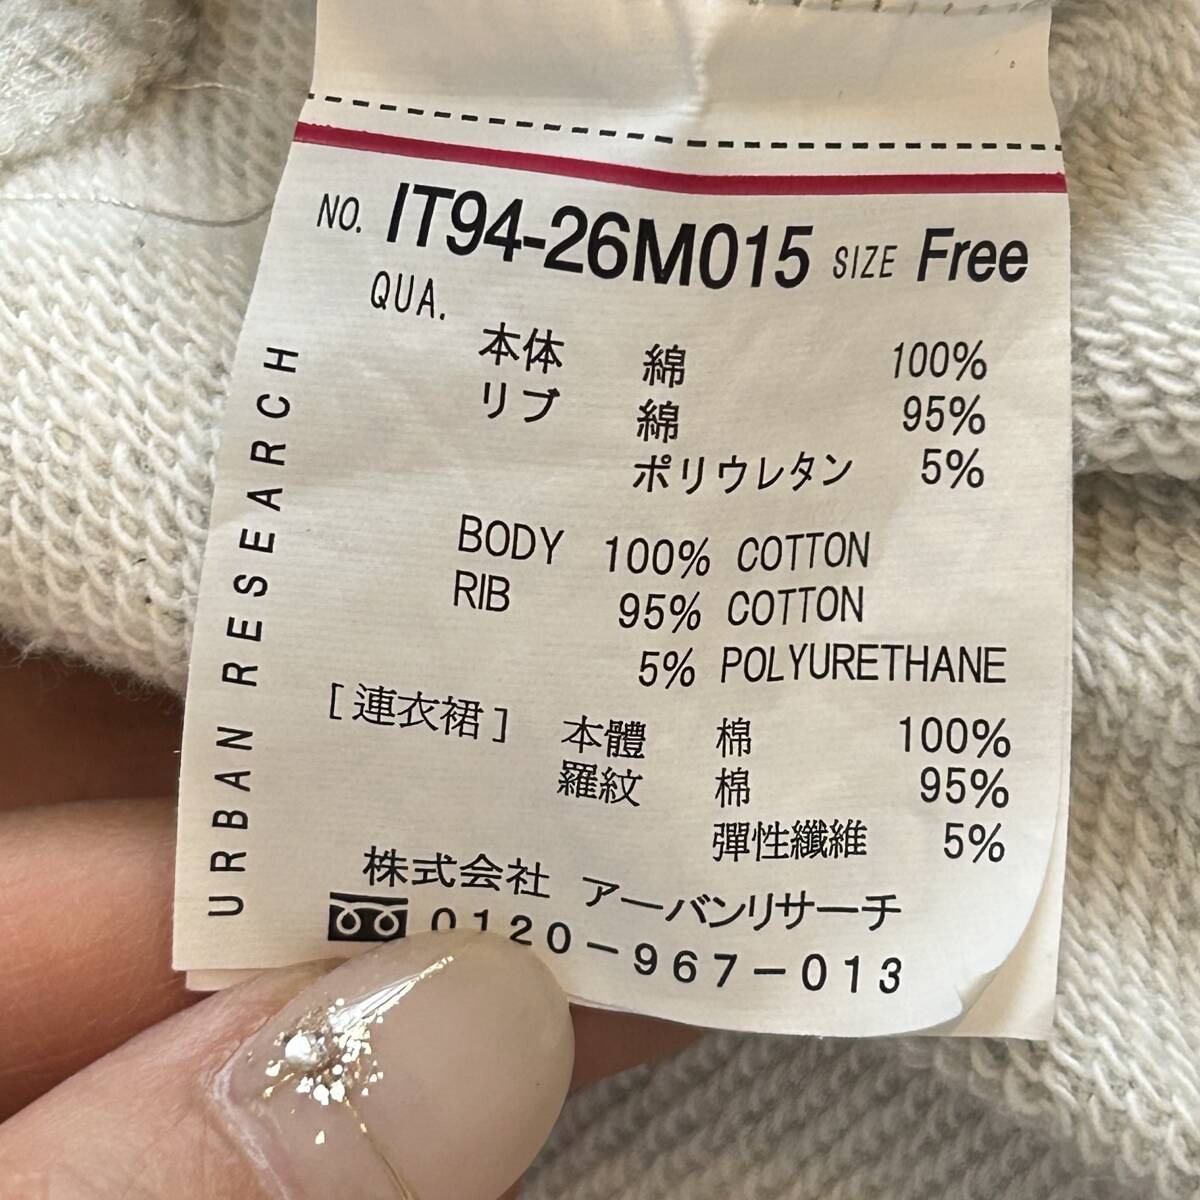 NO. IT94-26M015 SIZE Free
QUA.
本体 綿 100%
リブ 綿 95%
ポリウレタン 5%
BODY 100% COTTON
RIB 95% COTTON
5% POLYURETHANE
[連衣裙] 本體 棉 100%
羅紋 棉 95%
彈性纖維 5%
株式会社 アーバンリサーチ
0120-967-013
URBAN RESEARCH